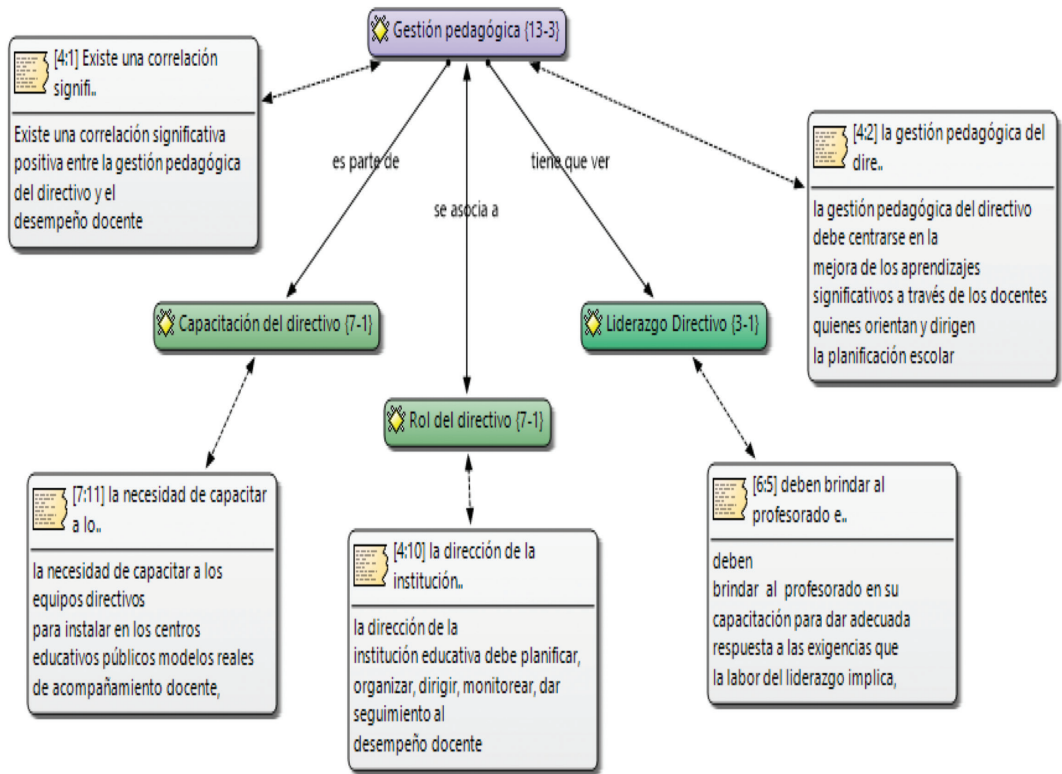 Gestión pedagógica {13-3}
[4:1] Existe una correlación
signifi..
Existe una correlación significativa
positiva entre la gestión pedagógica
del directivo y el
desempeño docente
[4:2] la gestión pedagógica del
dire..
la gestión pedagógica del directivo
debe centrarse en la
mejora de los aprendizajes
significativos a través de los docentes
quienes orientan y dirigen
la planificación escolar
es parte de
se asocia a
tiene que ver
Capacitación del directivo {7-1}
Liderazgo Directivo {3-1}
Rol del directivo {7-1}
[7:11] la necesidad de capacitar
a lo..
la necesidad de capacitar a los
equipos directivos
para instalar en los centros
educativos públicos modelos reales
de acompañamiento docente,
[4:10] la dirección de la
institución..
la dirección de la
institución educativa debe planificar,
organizar, dirigir, monitorear, dar
seguimiento al
desempeño docente
[6:5] deben brindar al
profesorado e..
deben
brindar al profesorado en su
capacitación para dar adecuada
respuesta a las exigencias que
la labor del liderazgo implica,